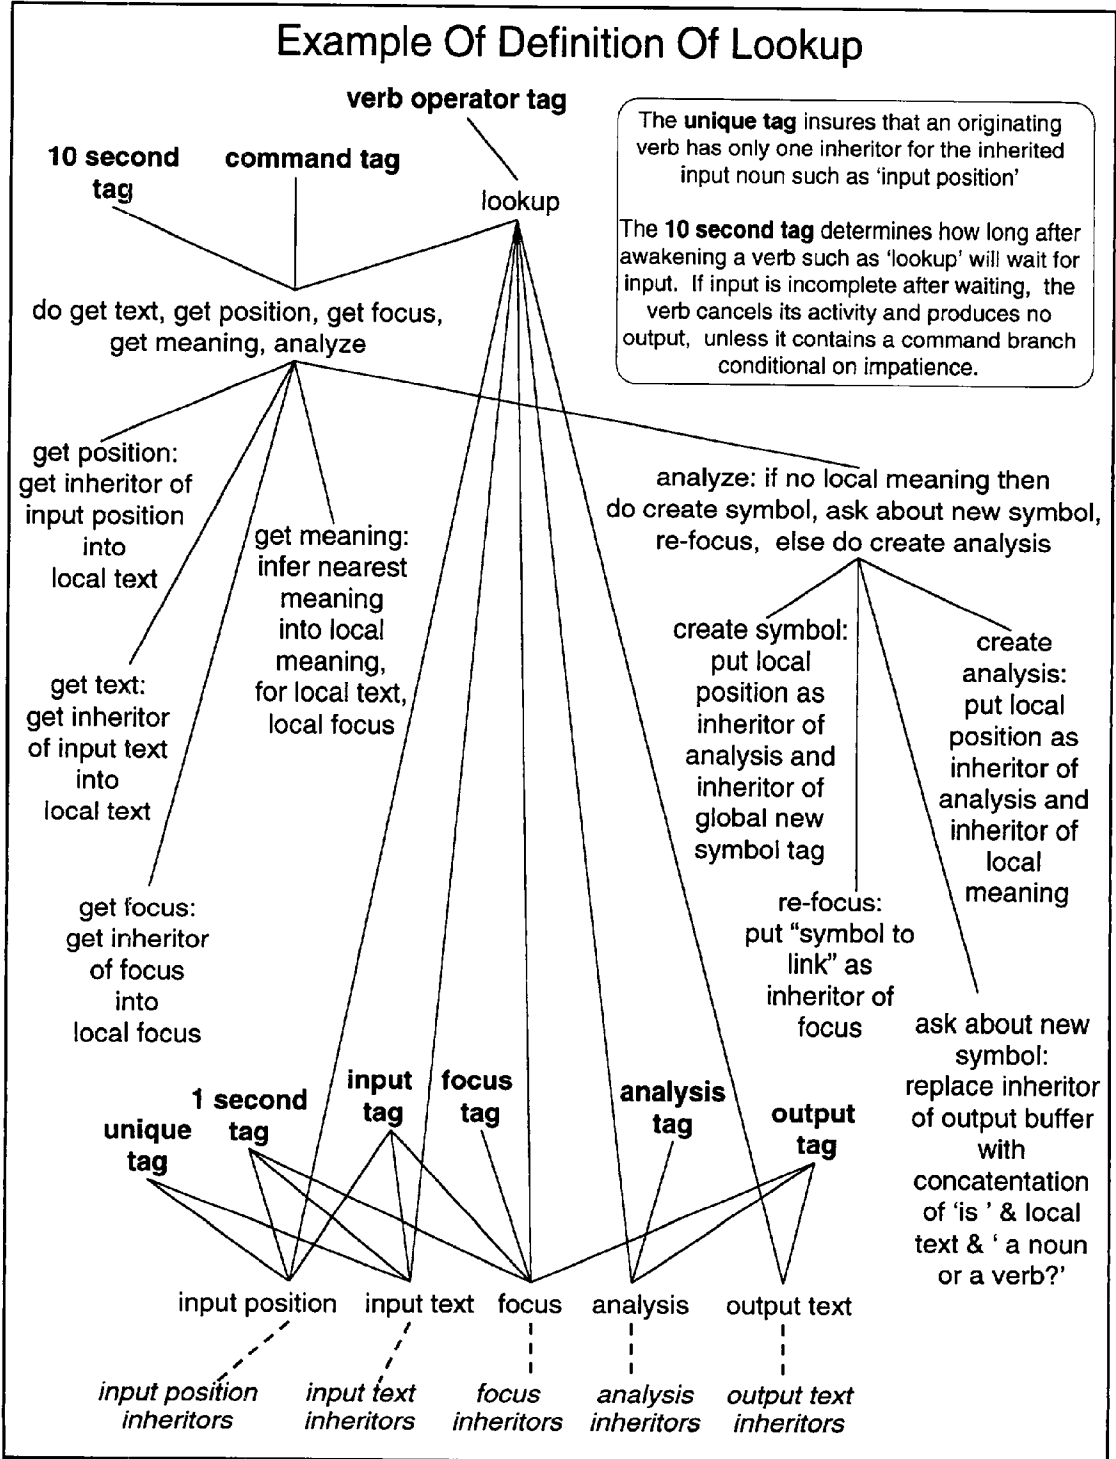 Example Of Definition Of Lookup
verb operator tag
10 second
tag
command tag
lookup
The unique tag insures that an originating
verb has only one inheritor for the inherited
input noun such as 'input position'
The 10 second tag determines how long after
awakening a verb such as 'lookup' will wait for
input. If input is incomplete after waiting, the
verb cancels its activity and produces no
output, unless it contains a command branch
conditional on impatience.
do get text, get position, get focus,
get meaning, analyze
get position:
get inheritor of
input position
into
local text
get meaning:
infer nearest
meaning
into local
meaning,
for local text,
local focus
analyze: if no local meaning then
do create symbol, ask about new symbol,
re-focus, else do create analysis
get text:
get inheritor
of input text
into
local text
create symbol:
put local
position as
inheritor of
analysis and
inheritor of
global new
symbol tag
create
analysis:
put local
position as
inheritor of
analysis and
inheritor of
local
meaning
get focus:
get inheritor
of focus
into
local focus
re-focus:
put "symbol to
link" as
inheritor of
focus
ask about new
symbol:
replace inheritor
of output buffer
with
concatentation
of 'is ' & local
text & ' a noun
or a verb?'
unique
tag
1 second
tag
input
tag
focus
tag
analysis
tag
output
tag
input position
input text
focus
analysis
output text
input position
inheritors
input text
inheritors
focus
inheritors
analysis
inheritors
output text
inheritors